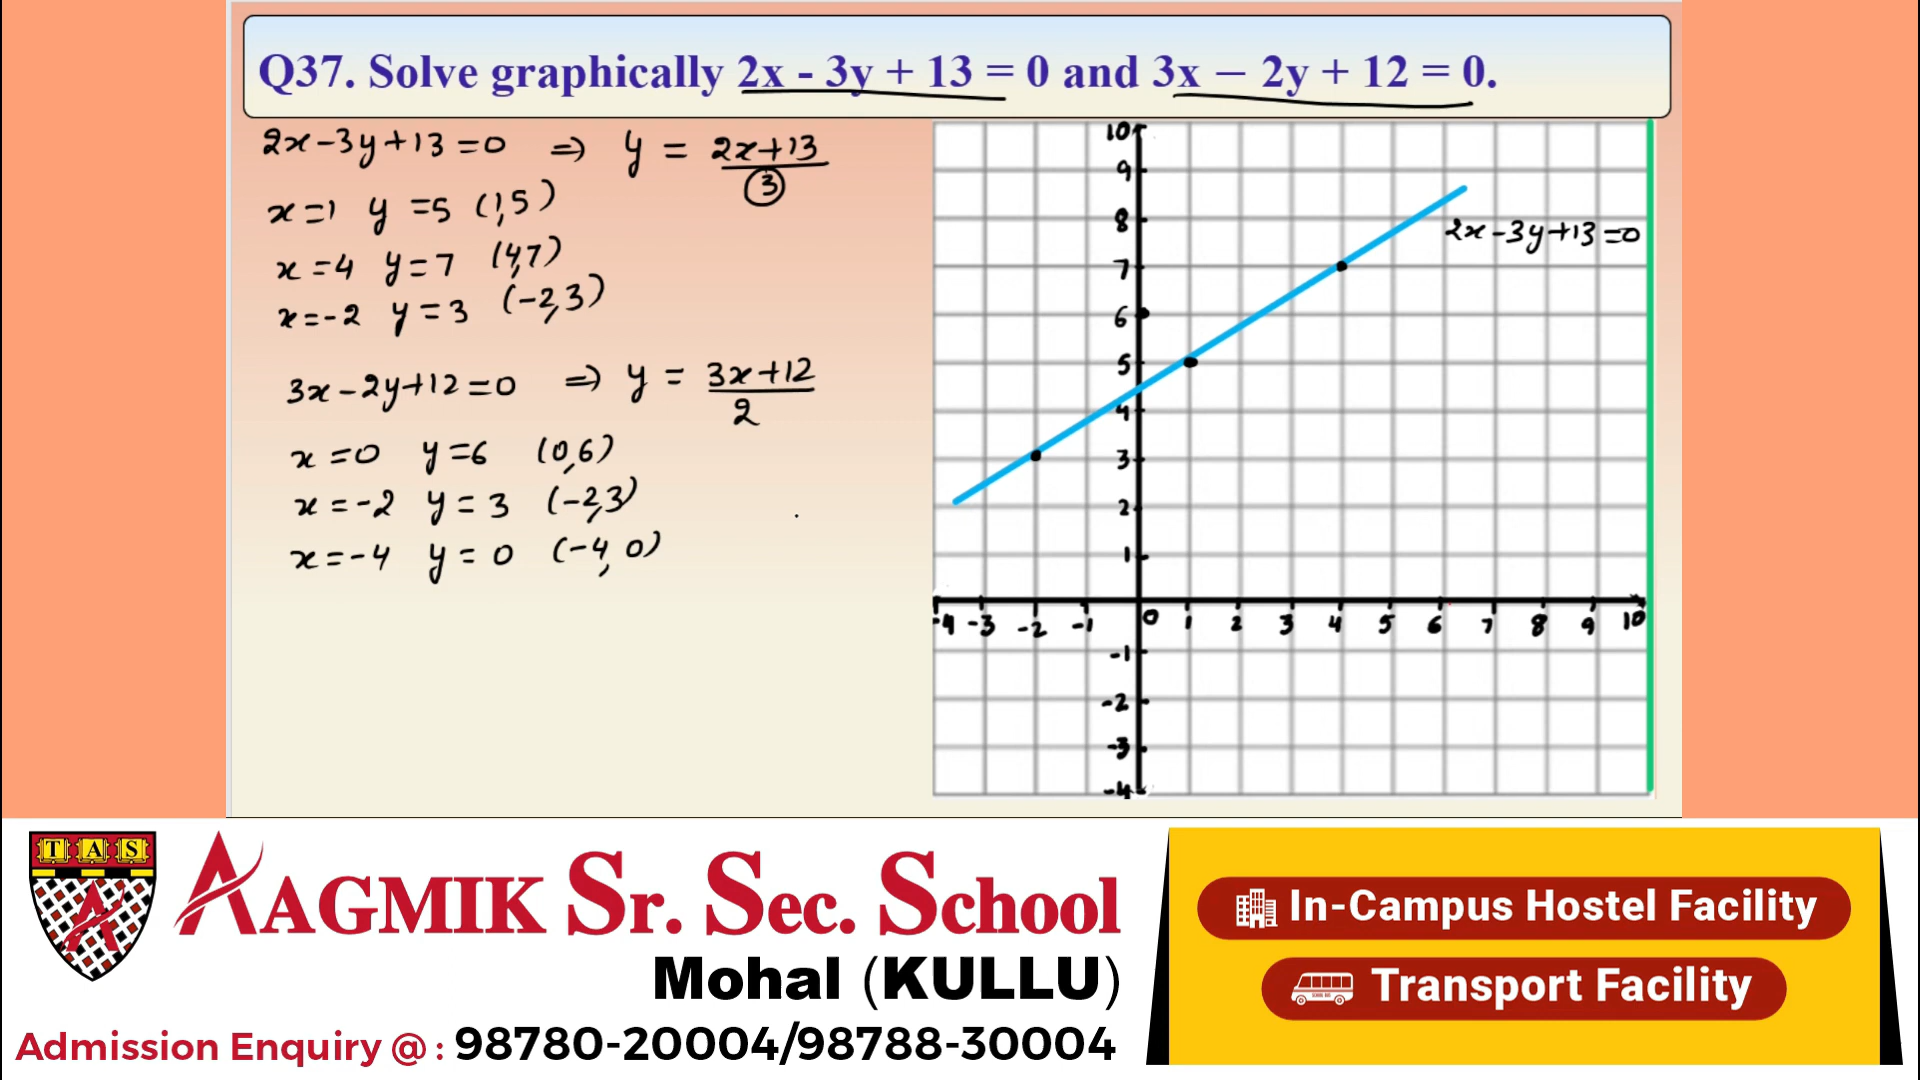 Q37. Solve graphically 2x - 3y + 13 = 0 and 3x – 2y + 12 = 0.
2x-3y+13=0 ⇒ y = 2x+13/3
x=1 y=5 (1,5)
x=4 y=7 (4,7)
x=-2 y=3 (-2,3)
3x-2y+12=0 ⇒ y = 3x+12/2
x=0 y=6 (0,6)
x=-2 y=3 (-2,3)
x=-4 y=0 (-4,0)
10
9
8
2x-3y+13=0
7
6
5
4
3
2
1
-4 -3 -2 -1 0 1 2 3 4 5 6 7 8 9 10
-1
-2
-3
-4
TAS
AAGMIK Sr. Sec. School
Mohal (KULLU)
Admission Enquiry @ : 98780-20004/98788-30004
In-Campus Hostel Facility
Transport Facility